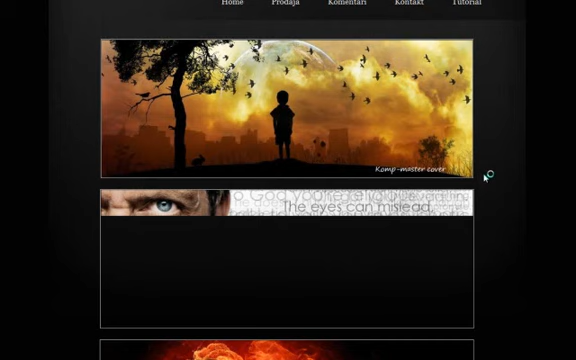 Home Prodaja Komentari Kontakt Tutorial
Komp-master cover
The eyes can mislead